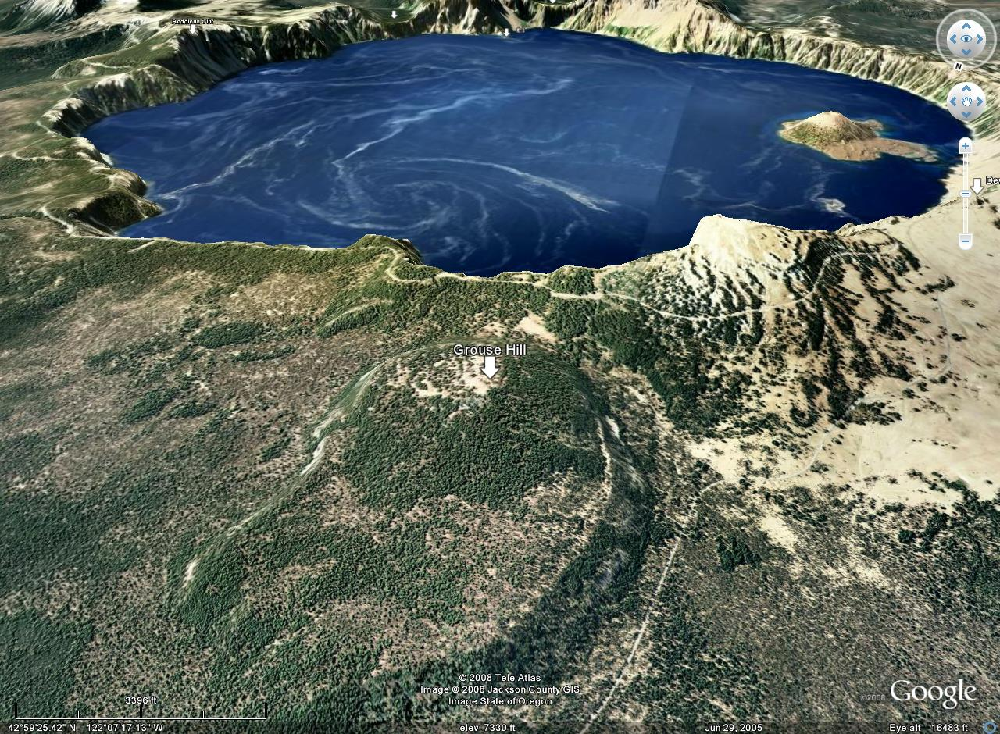 Redcloud Cliff
N
Dev
Grouse Hill
© 2008 Tele Atlas
Image © 2008 Jackson County GIS
Image State of Oregon
©2008 Google
3396 ft
42°59'25.42" N 122°07'17.13" W
elev 7330 ft
Jun 29, 2005
Eye alt 16483 ft